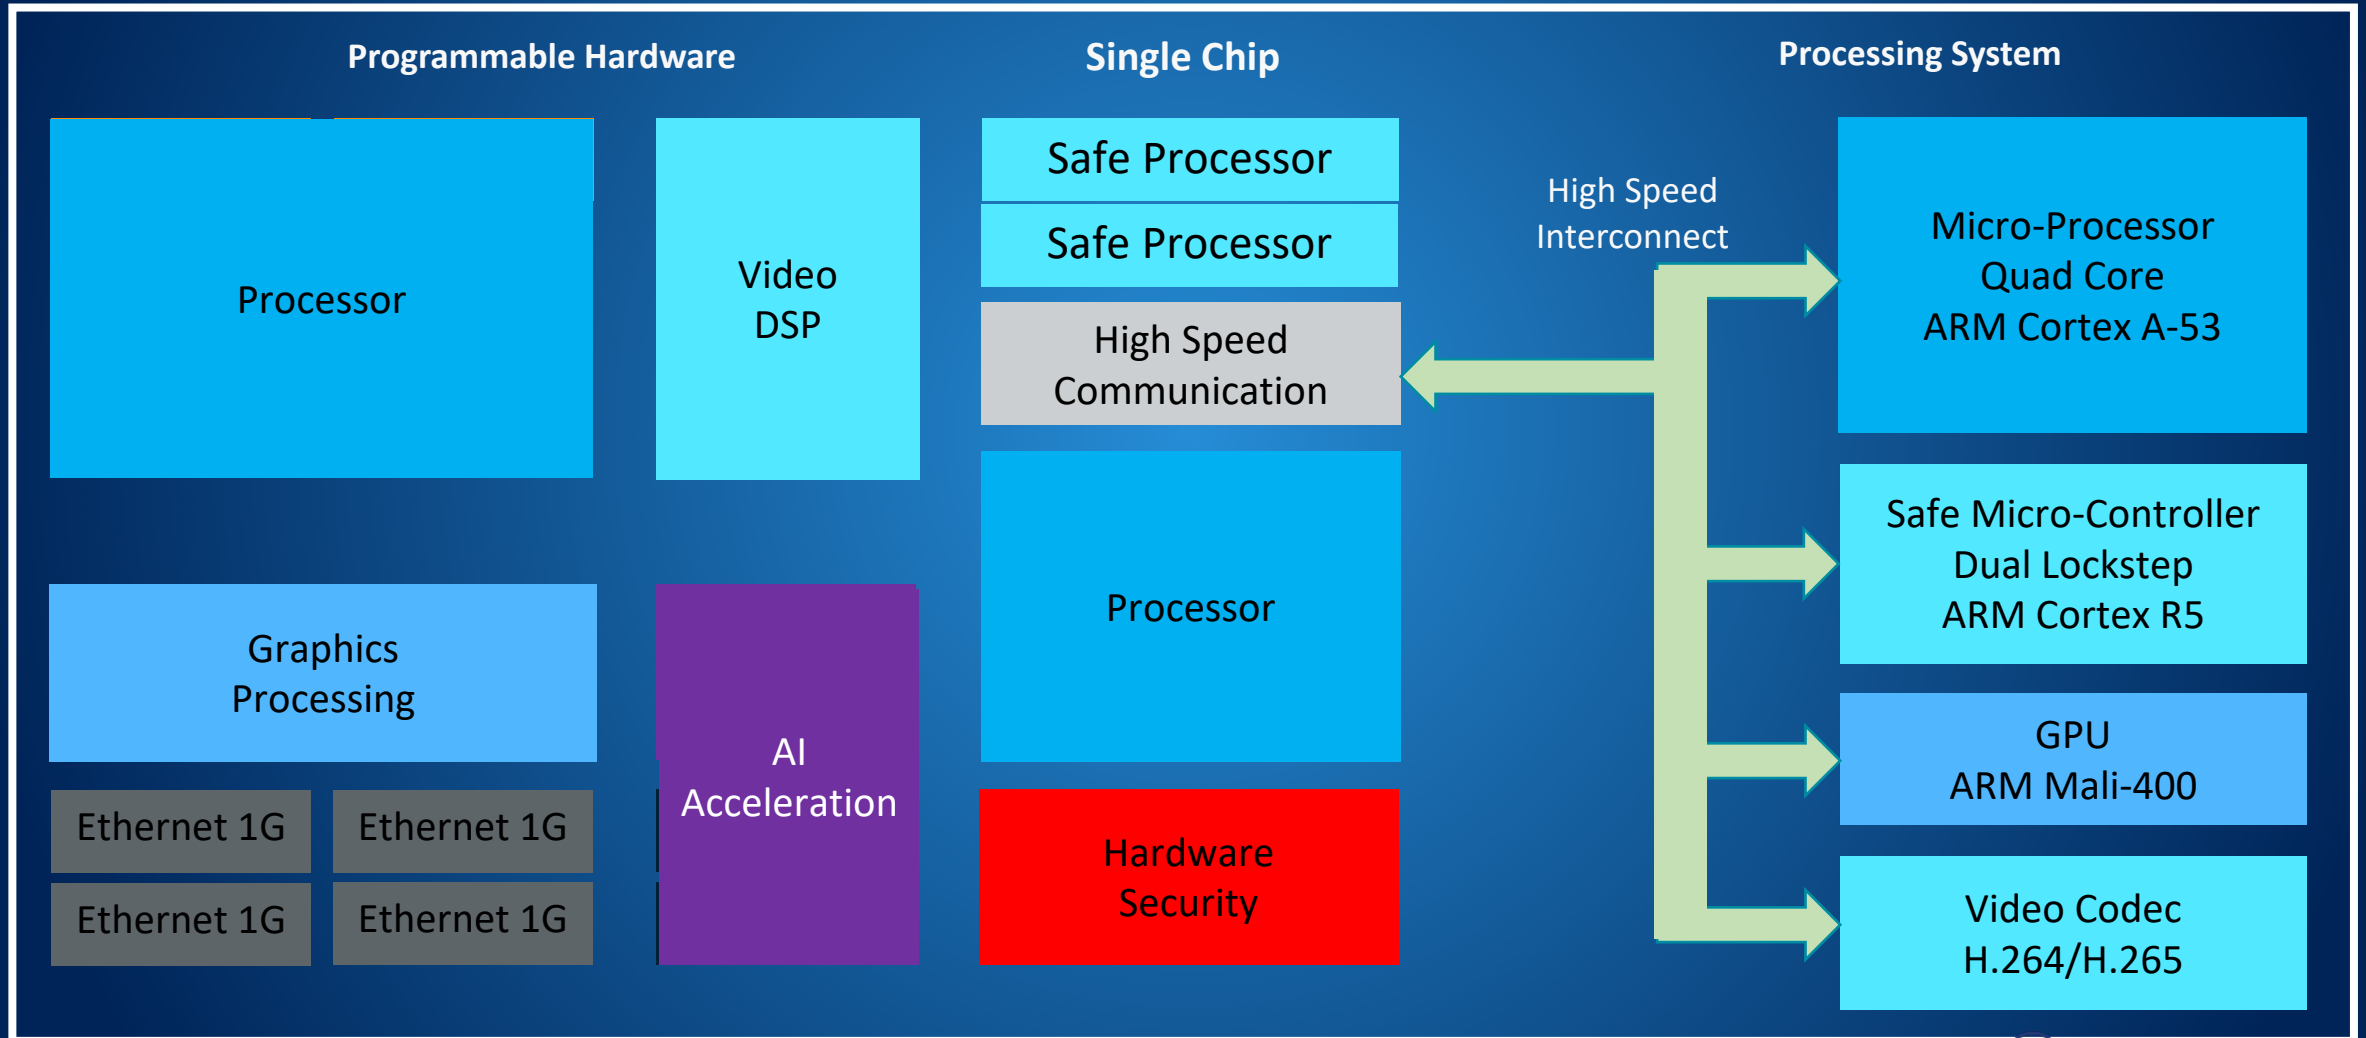 Programmable Hardware
Single Chip
Processing System
Processor
Video
DSP
Safe Processor
Safe Processor
High Speed
Communication
High Speed
Interconnect
Micro-Processor
Quad Core
ARM Cortex A-53
Safe Micro-Controller
Dual Lockstep
ARM Cortex R5
Graphics
Processing
AI
Acceleration
Processor
GPU
ARM Mali-400
Ethernet 1G
Ethernet 1G
Ethernet 1G
Ethernet 1G
Hardware
Security
Video Codec
H.264/H.265